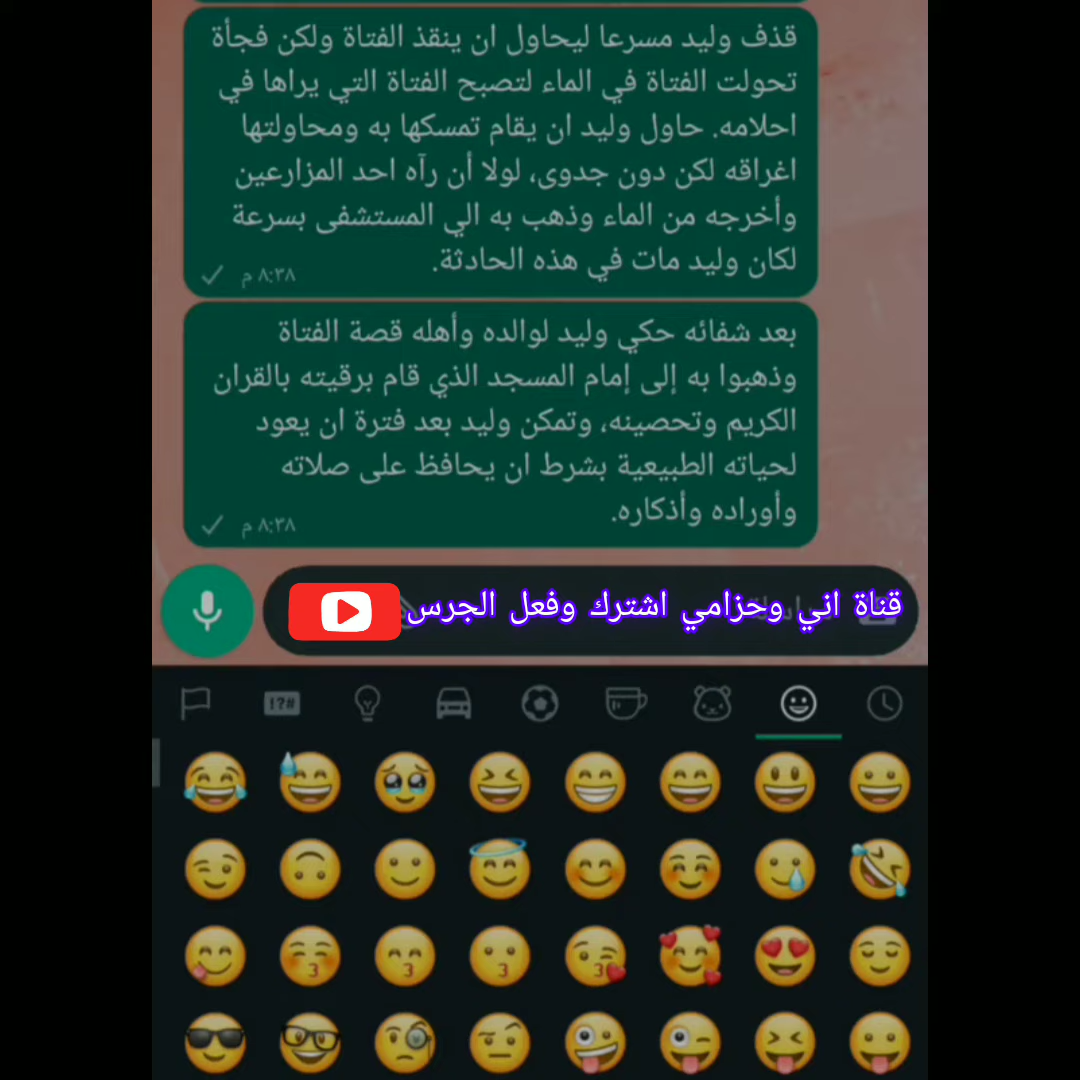 قذف وليد مسرعا ليحاول ان ينقذ الفتاة ولكن فجأة
تحولت الفتاة في الماء لتصبح الفتاة التي يراها في
احلامه. حاول وليد ان يقام تمسكها به ومحاولتها
اغراقه لكن دون جدوى، لولا أن رآه احد المزارعين
وأخرجه من الماء وذهب به الي المستشفى بسرعة
لكان وليد مات في هذه الحادثة.
٨:٣٨ م
بعد شفائه حكي وليد لوالده وأهله قصة الفتاة
وذهبوا به إلى إمام المسجد الذي قام برقيته بالقران
الكريم وتحصينه، وتمكن وليد بعد فترة ان يعود
لحياته الطبيعية بشرط ان يحافظ على صلاته
وأوراده وأذكاره.
٨:٣٨ م
قناة اني وحزامي اشترك وفعل الجرس
!?#